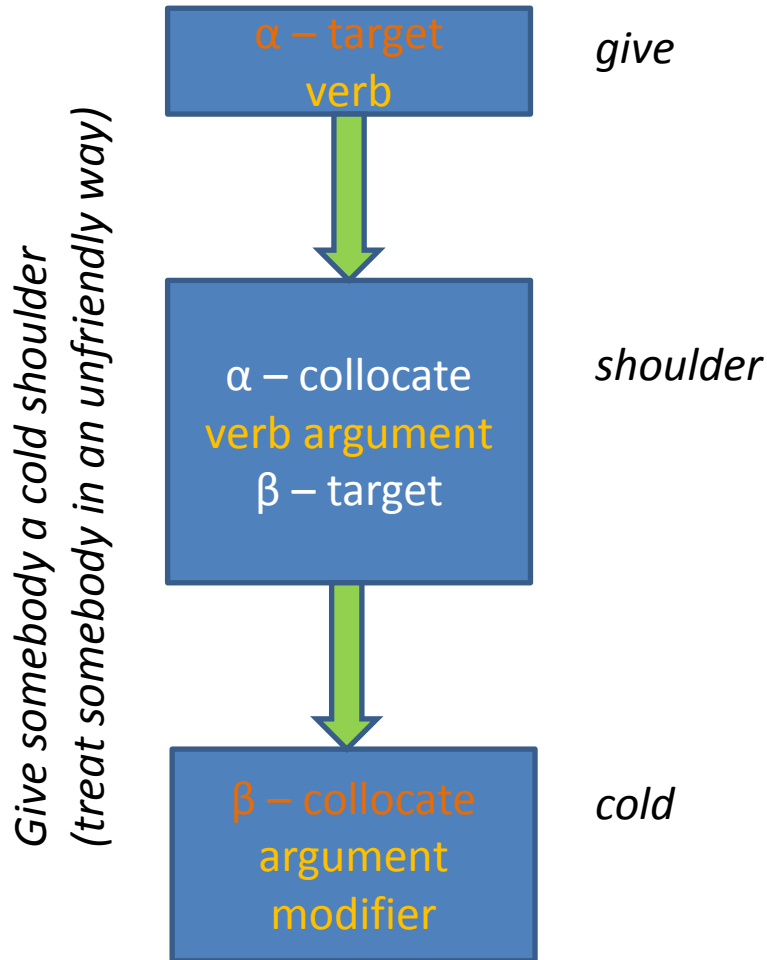 Give somebody a cold shoulder
(treat somebody in an unfriendly way)
α – target
verb
give
α – collocate
verb argument
β – target
shoulder
β – collocate
argument
modifier
cold